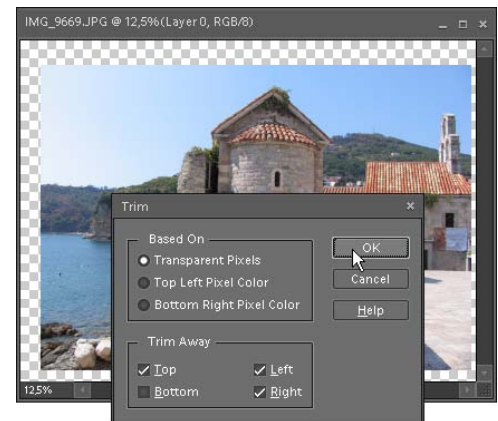 IMG_9669.JPG @ 12,5% (Layer 0, RGB/8)
Trim
Based On
Transparent Pixels
Top Left Pixel Color
Bottom Right Pixel Color
OK
Cancel
Help
Trim Away
Top
Left
Bottom
Right
12,5%